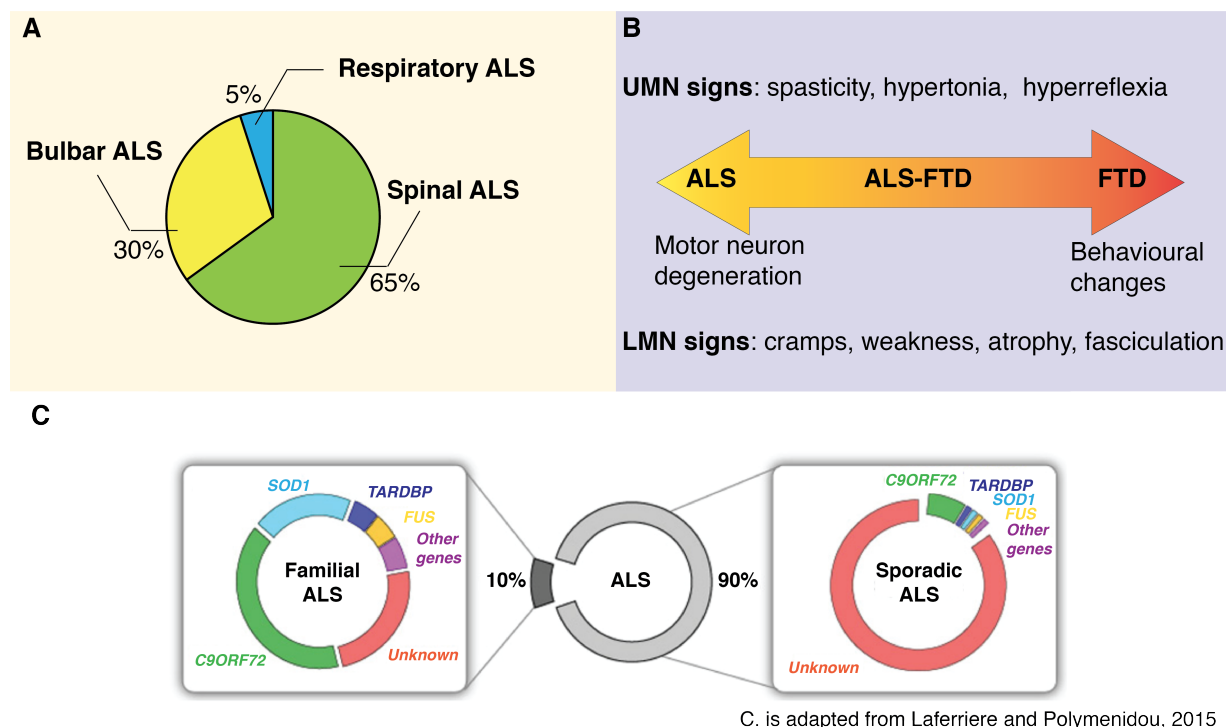 A
Respiratory ALS
5%
Bulbar ALS
Spinal ALS
30%
65%
B
UMN signs: spasticity, hypertonia, hyperreflexia
ALS
ALS-FTD
FTD
Motor neuron
degeneration
Behavioural
changes
LMN signs: cramps, weakness, atrophy, fasciculation
C
SOD1
TARDBP
FUS
Other
genes
Familial
ALS
C9ORF72
Unknown
10%
ALS
90%
C9ORF72
TARDBP
SOD1
FUS
Other
genes
Sporadic
ALS
Unknown
C. is adapted from Laferriere and Polymenidou, 2015